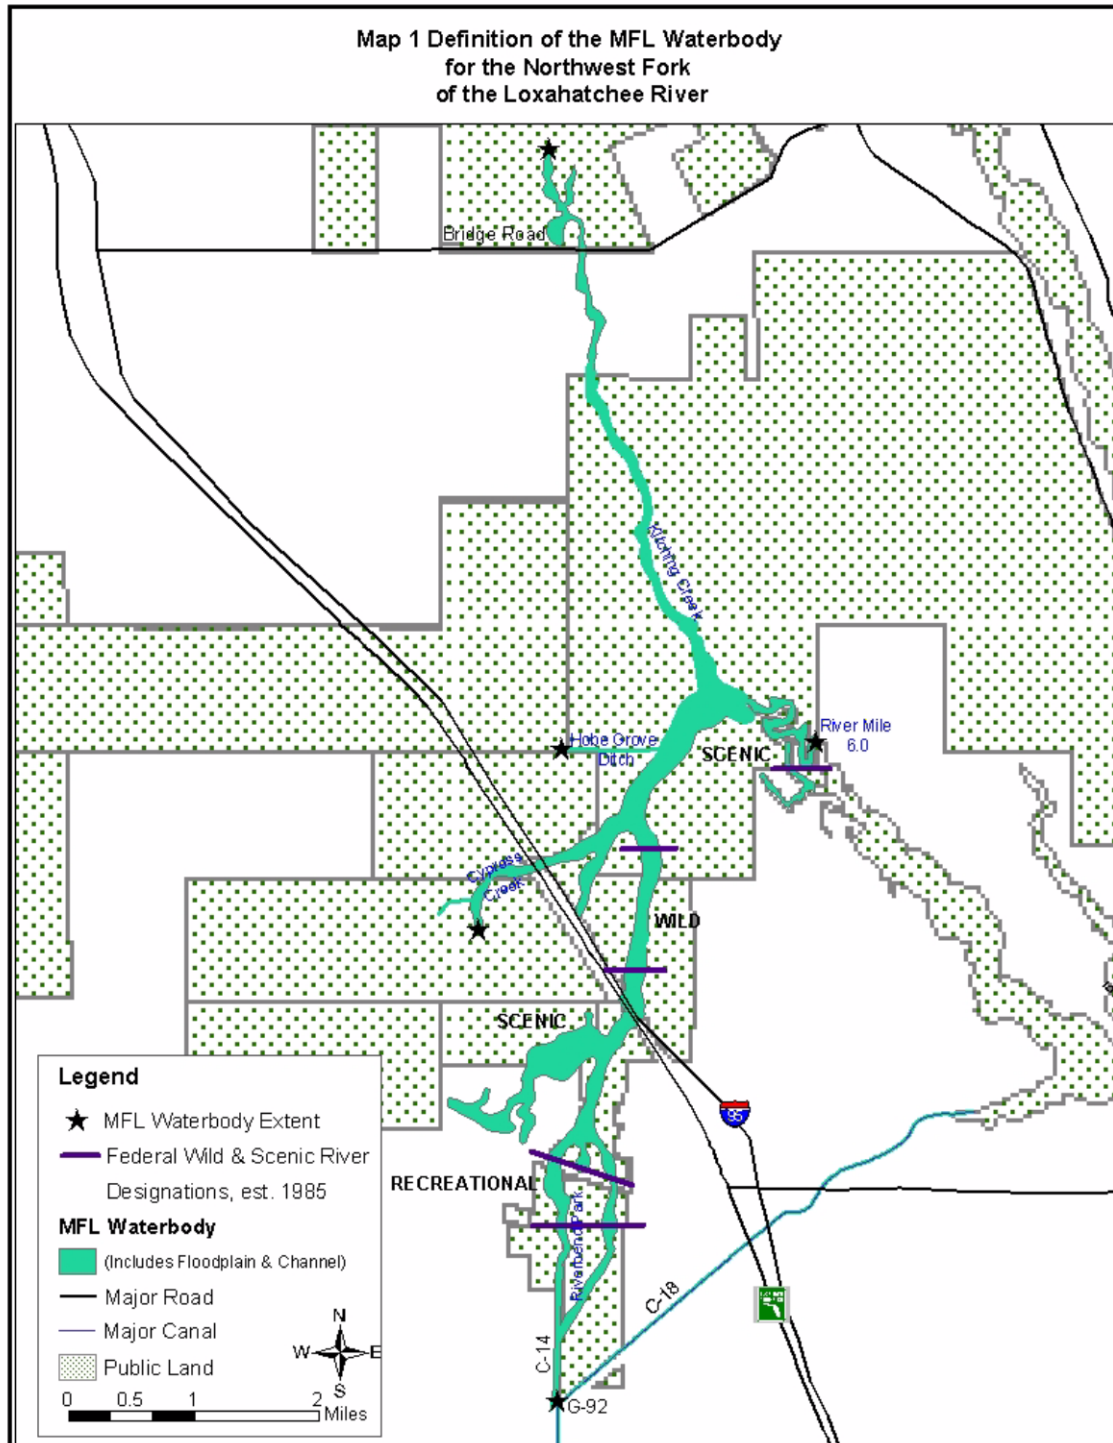 Map 1 Definition of the MFL Waterbody
for the Northwest Fork
of the Loxahatchee River
Bridge Road
Kitching Creek
River Mile
6.0
Hobe Grove
Ditch
SCENIC
Cypress
Creek
WILD
SCENIC
95
RECREATIONAL
Riverbend Park
C-18
C-14
G-92
Legend
MFL Waterbody Extent
Federal Wild & Scenic River
Designations, est. 1985
MFL Waterbody
(Includes Floodplain & Channel)
Major Road
Major Canal
Public Land
N
W
E
S
0 0.5 1 2
Miles